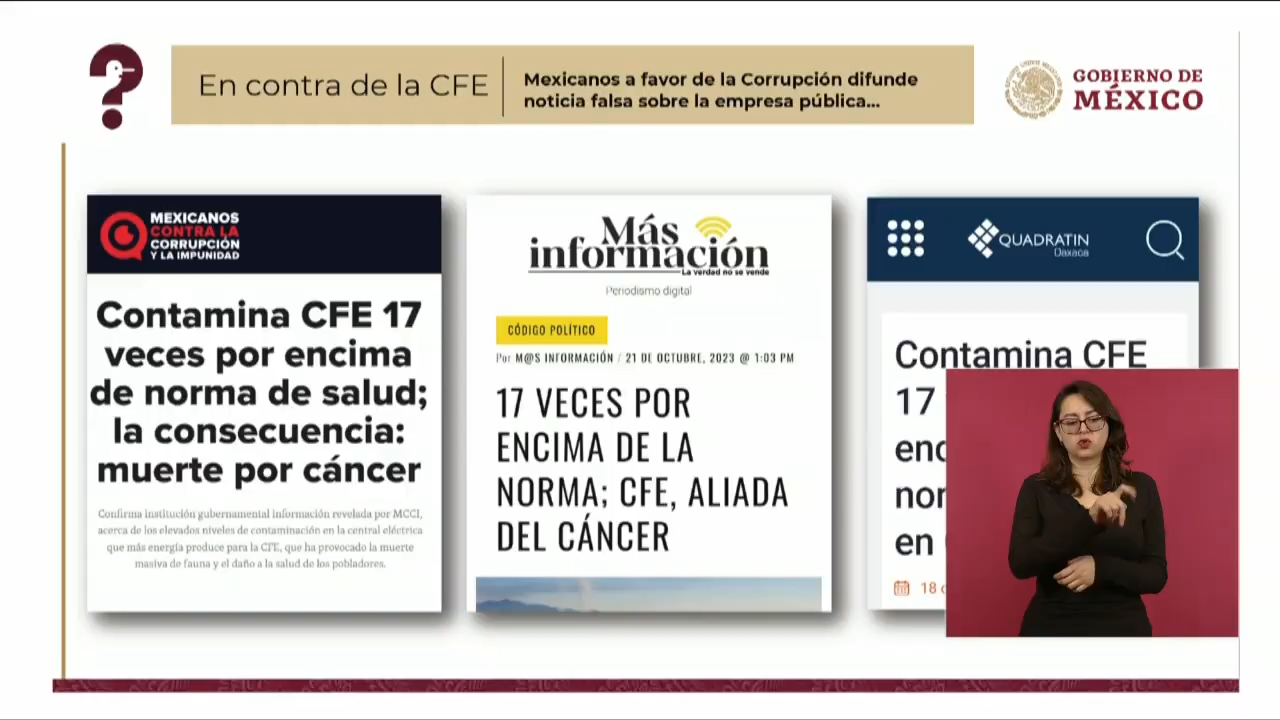 En contra de la CFE
Mexicanos a favor de la Corrupción difunde
noticia falsa sobre la empresa pública...
GOBIERNO DE
MÉXICO
MEXICANOS
CONTRA LA
CORRUPCIÓN
Y LA IMPUNIDAD
Contamina CFE 17
veces por encima
de norma de salud;
la consecuencia:
muerte por cáncer
Confirma institución gubernamental información revelada por MCCI,
acerca de los elevados niveles de contaminación en la central eléctrica
que más energía produce para la CFE, que ha provocado la muerte
masiva de fauna y el daño a la salud de los pobladores.
Más
información
La verdad no se vende
Periodismo digital
CÓDIGO POLÍTICO
Por M@S INFORMACIÓN / 21 DE OCTUBRE, 2023 @ 1:03 PM
17 VECES POR
ENCIMA DE LA
NORMA; CFE, ALIADA
DEL CÁNCER
QUADRATIN
Oaxaca
Contamina CFE
17
enc
nor
en
18